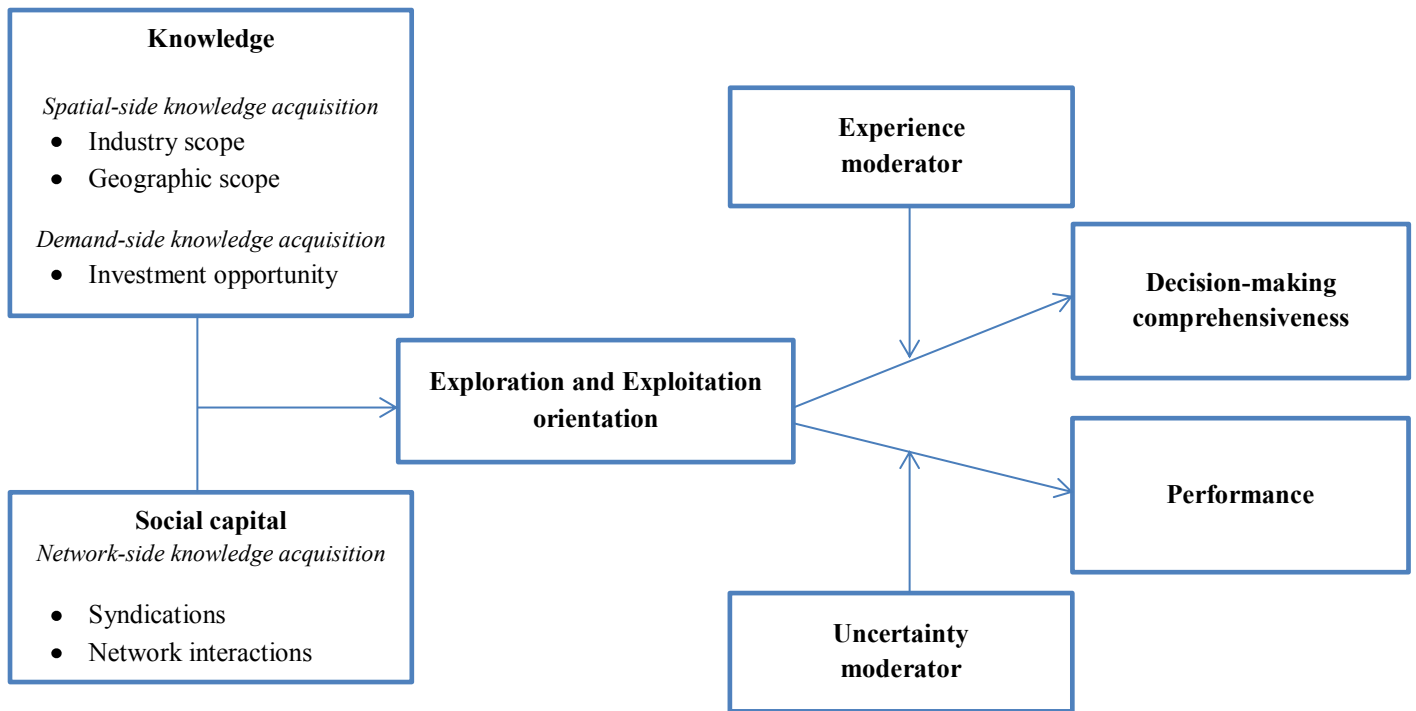 Knowledge
Spatial-side knowledge acquisition
• Industry scope
• Geographic scope
Demand-side knowledge acquisition
• Investment opportunity
Social capital
Network-side knowledge acquisition
• Syndications
• Network interactions
Exploration and Exploitation
orientation
Experience
moderator
Uncertainty
moderator
Decision-making
comprehensiveness
Performance